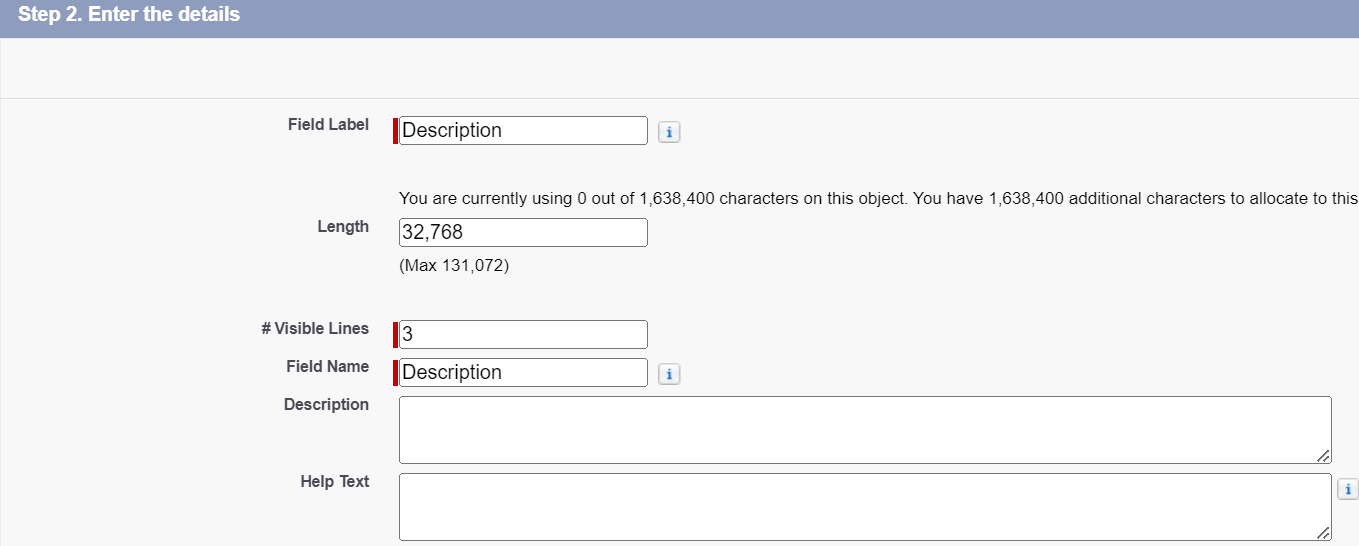 Step 2. Enter the details
Field Label Description i
You are currently using 0 out of 1,638,400 characters on this object. You have 1,638,400 additional characters to allocate to this
Length 32,768
(Max 131,072)
# Visible Lines 3
Field Name Description i
Description
Help Text i